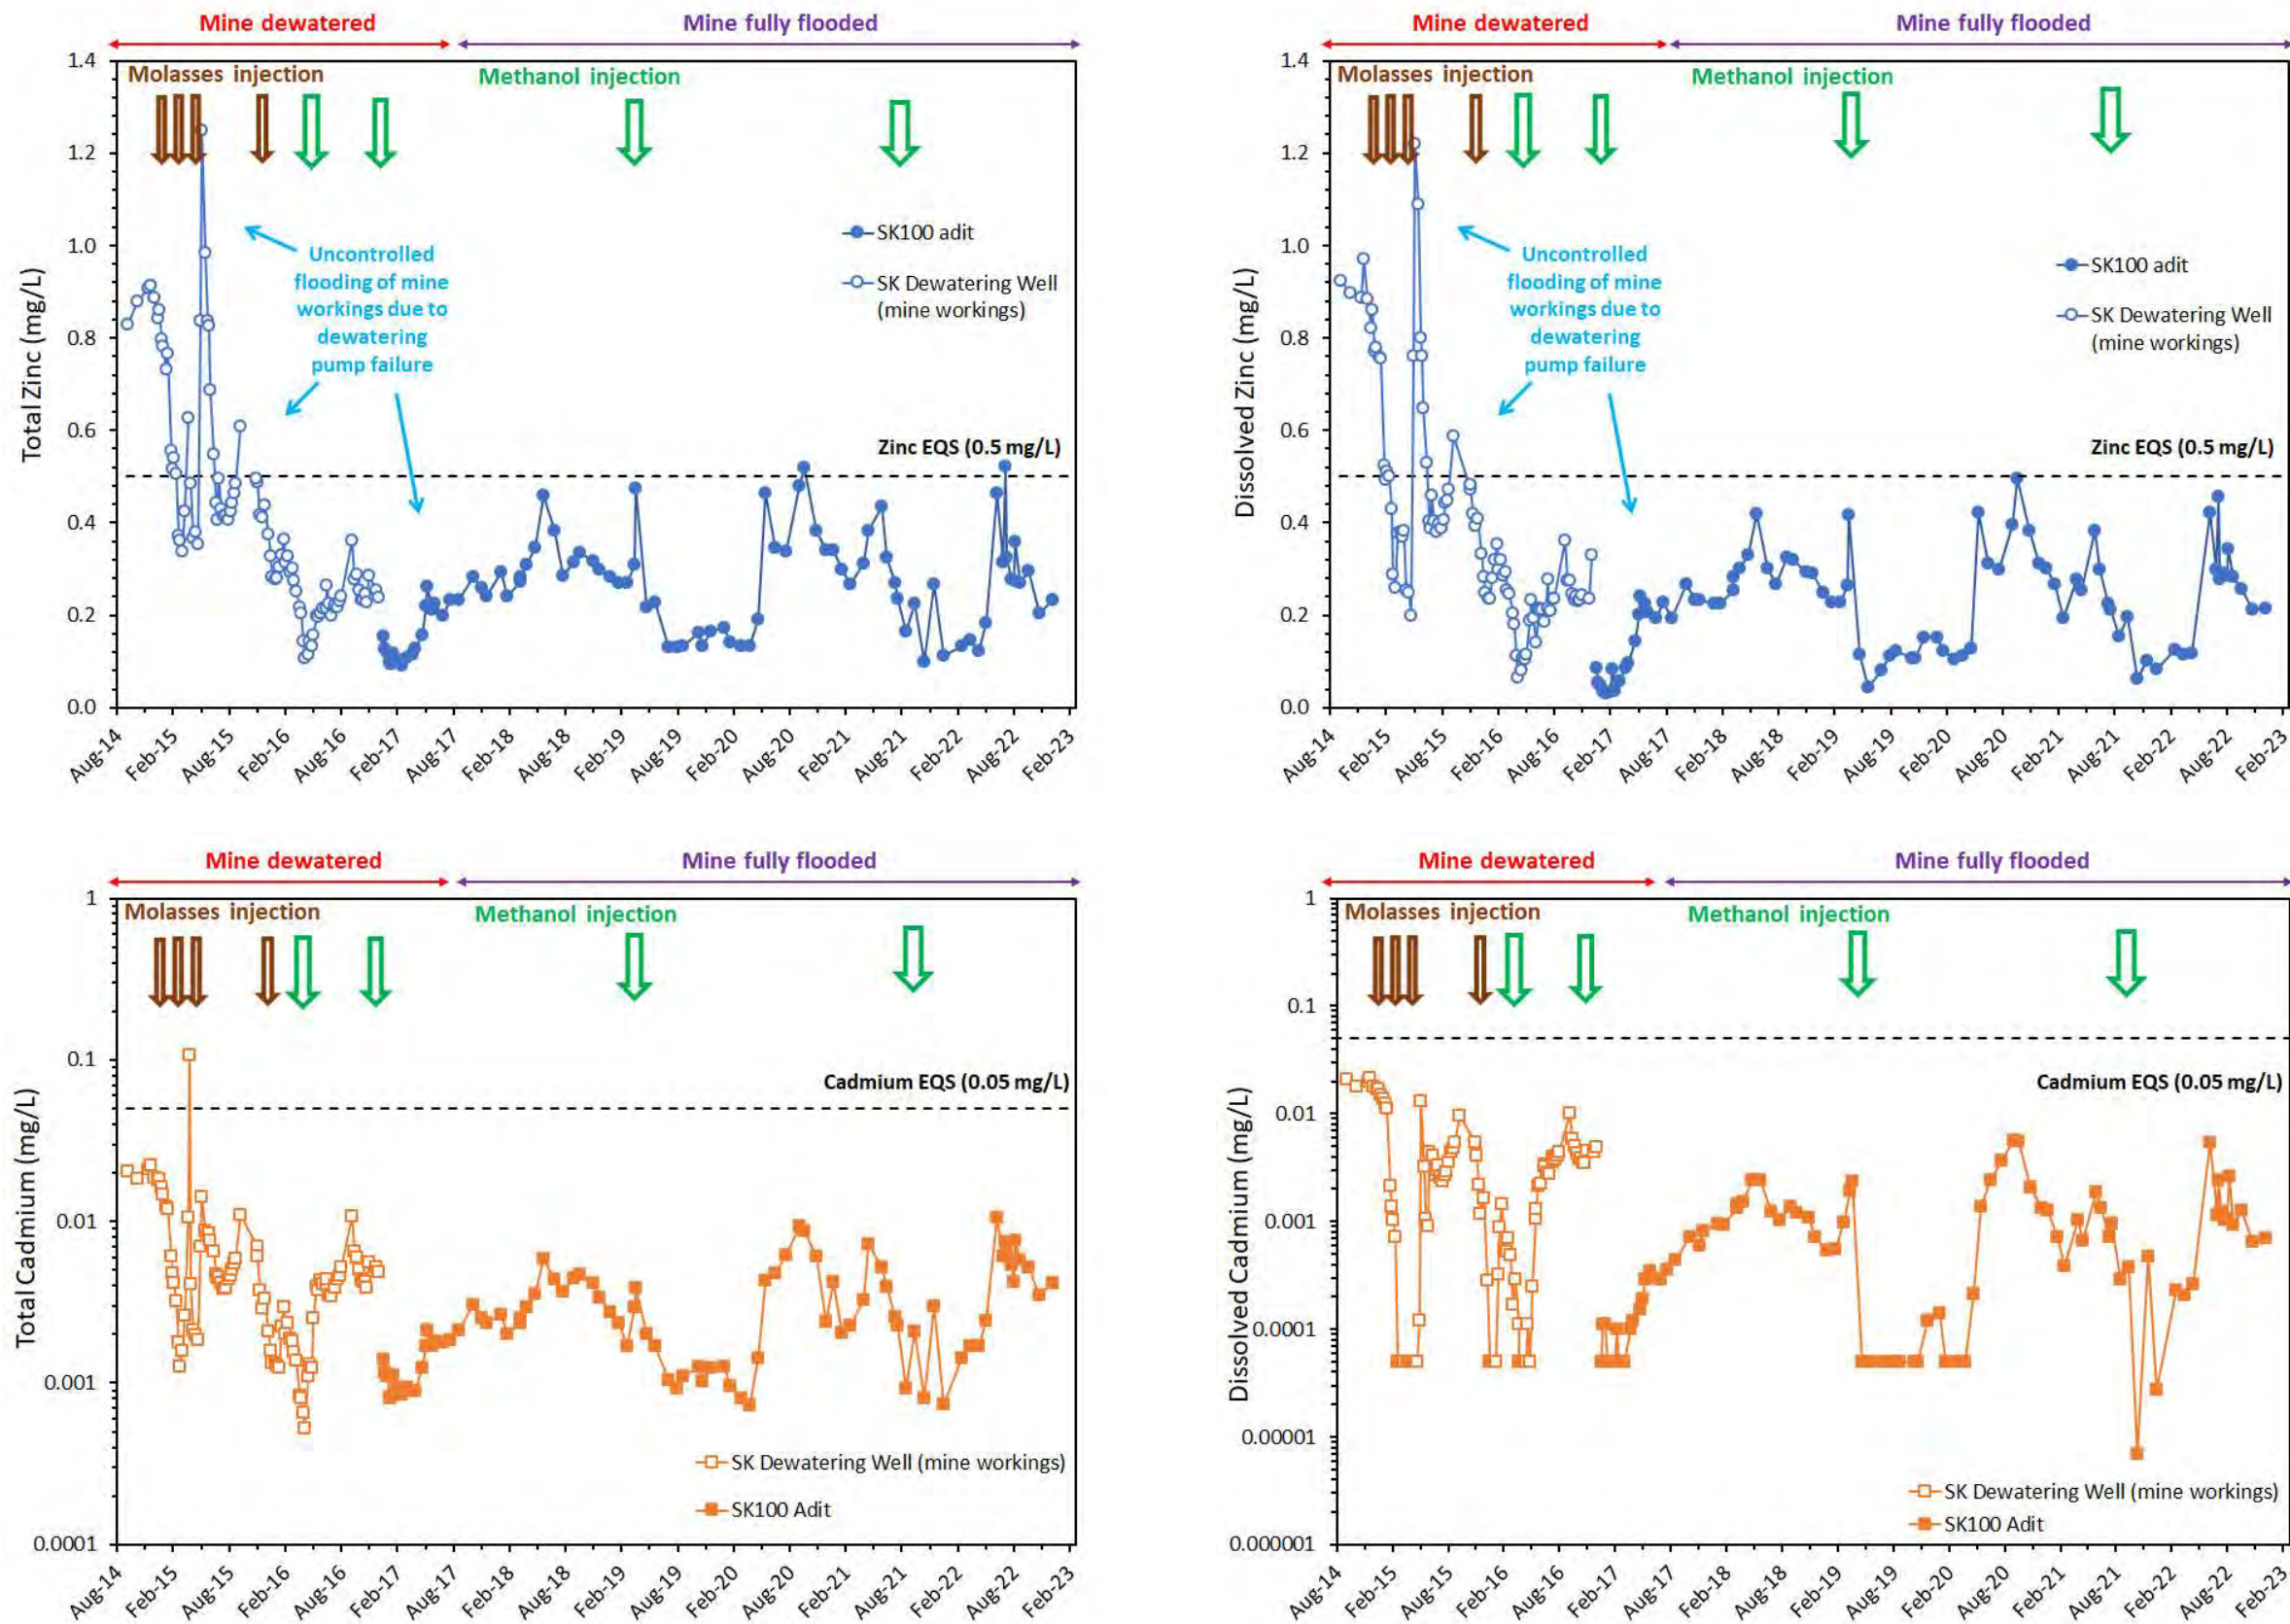 Mine dewatered
Mine fully flooded
Molasses injection
Methanol injection
Total Zinc (mg/L)
1.4
1.2
1.0
0.8
0.6
0.4
0.2
0.0
Uncontrolled
flooding of mine
workings due to
dewatering
pump failure
SK100 adit
SK Dewatering Well
(mine workings)
Zinc EQS (0.5 mg/L)
Aug-14
Feb-15
Aug-15
Feb-16
Aug-16
Feb-17
Aug-17
Feb-18
Aug-18
Feb-19
Aug-19
Feb-20
Aug-20
Feb-21
Aug-21
Feb-22
Aug-22
Feb-23
Mine dewatered
Mine fully flooded
Molasses injection
Methanol injection
Dissolved Zinc (mg/L)
1.4
1.2
1.0
0.8
0.6
0.4
0.2
0.0
Uncontrolled
flooding of mine
workings due to
dewatering
pump failure
SK100 adit
SK Dewatering Well
(mine workings)
Zinc EQS (0.5 mg/L)
Aug-14
Feb-15
Aug-15
Feb-16
Aug-16
Feb-17
Aug-17
Feb-18
Aug-18
Feb-19
Aug-19
Feb-20
Aug-20
Feb-21
Aug-21
Feb-22
Aug-22
Feb-23
Mine dewatered
Mine fully flooded
Molasses injection
Methanol injection
Total Cadmium (mg/L)
1
0.1
0.01
0.001
0.0001
Cadmium EQS (0.05 mg/L)
SK Dewatering Well (mine workings)
SK100 Adit
Aug-14
Feb-15
Aug-15
Feb-16
Aug-16
Feb-17
Aug-17
Feb-18
Aug-18
Feb-19
Aug-19
Feb-20
Aug-20
Feb-21
Aug-21
Feb-22
Aug-22
Feb-23
Mine dewatered
Mine fully flooded
Molasses injection
Methanol injection
Dissolved Cadmium (mg/L)
1
0.1
0.01
0.001
0.0001
0.00001
0.000001
Cadmium EQS (0.05 mg/L)
SK Dewatering Well (mine workings)
SK100 Adit
Aug-14
Feb-15
Aug-15
Feb-16
Aug-16
Feb-17
Aug-17
Feb-18
Aug-18
Feb-19
Aug-19
Feb-20
Aug-20
Feb-21
Aug-21
Feb-22
Aug-22
Feb-23